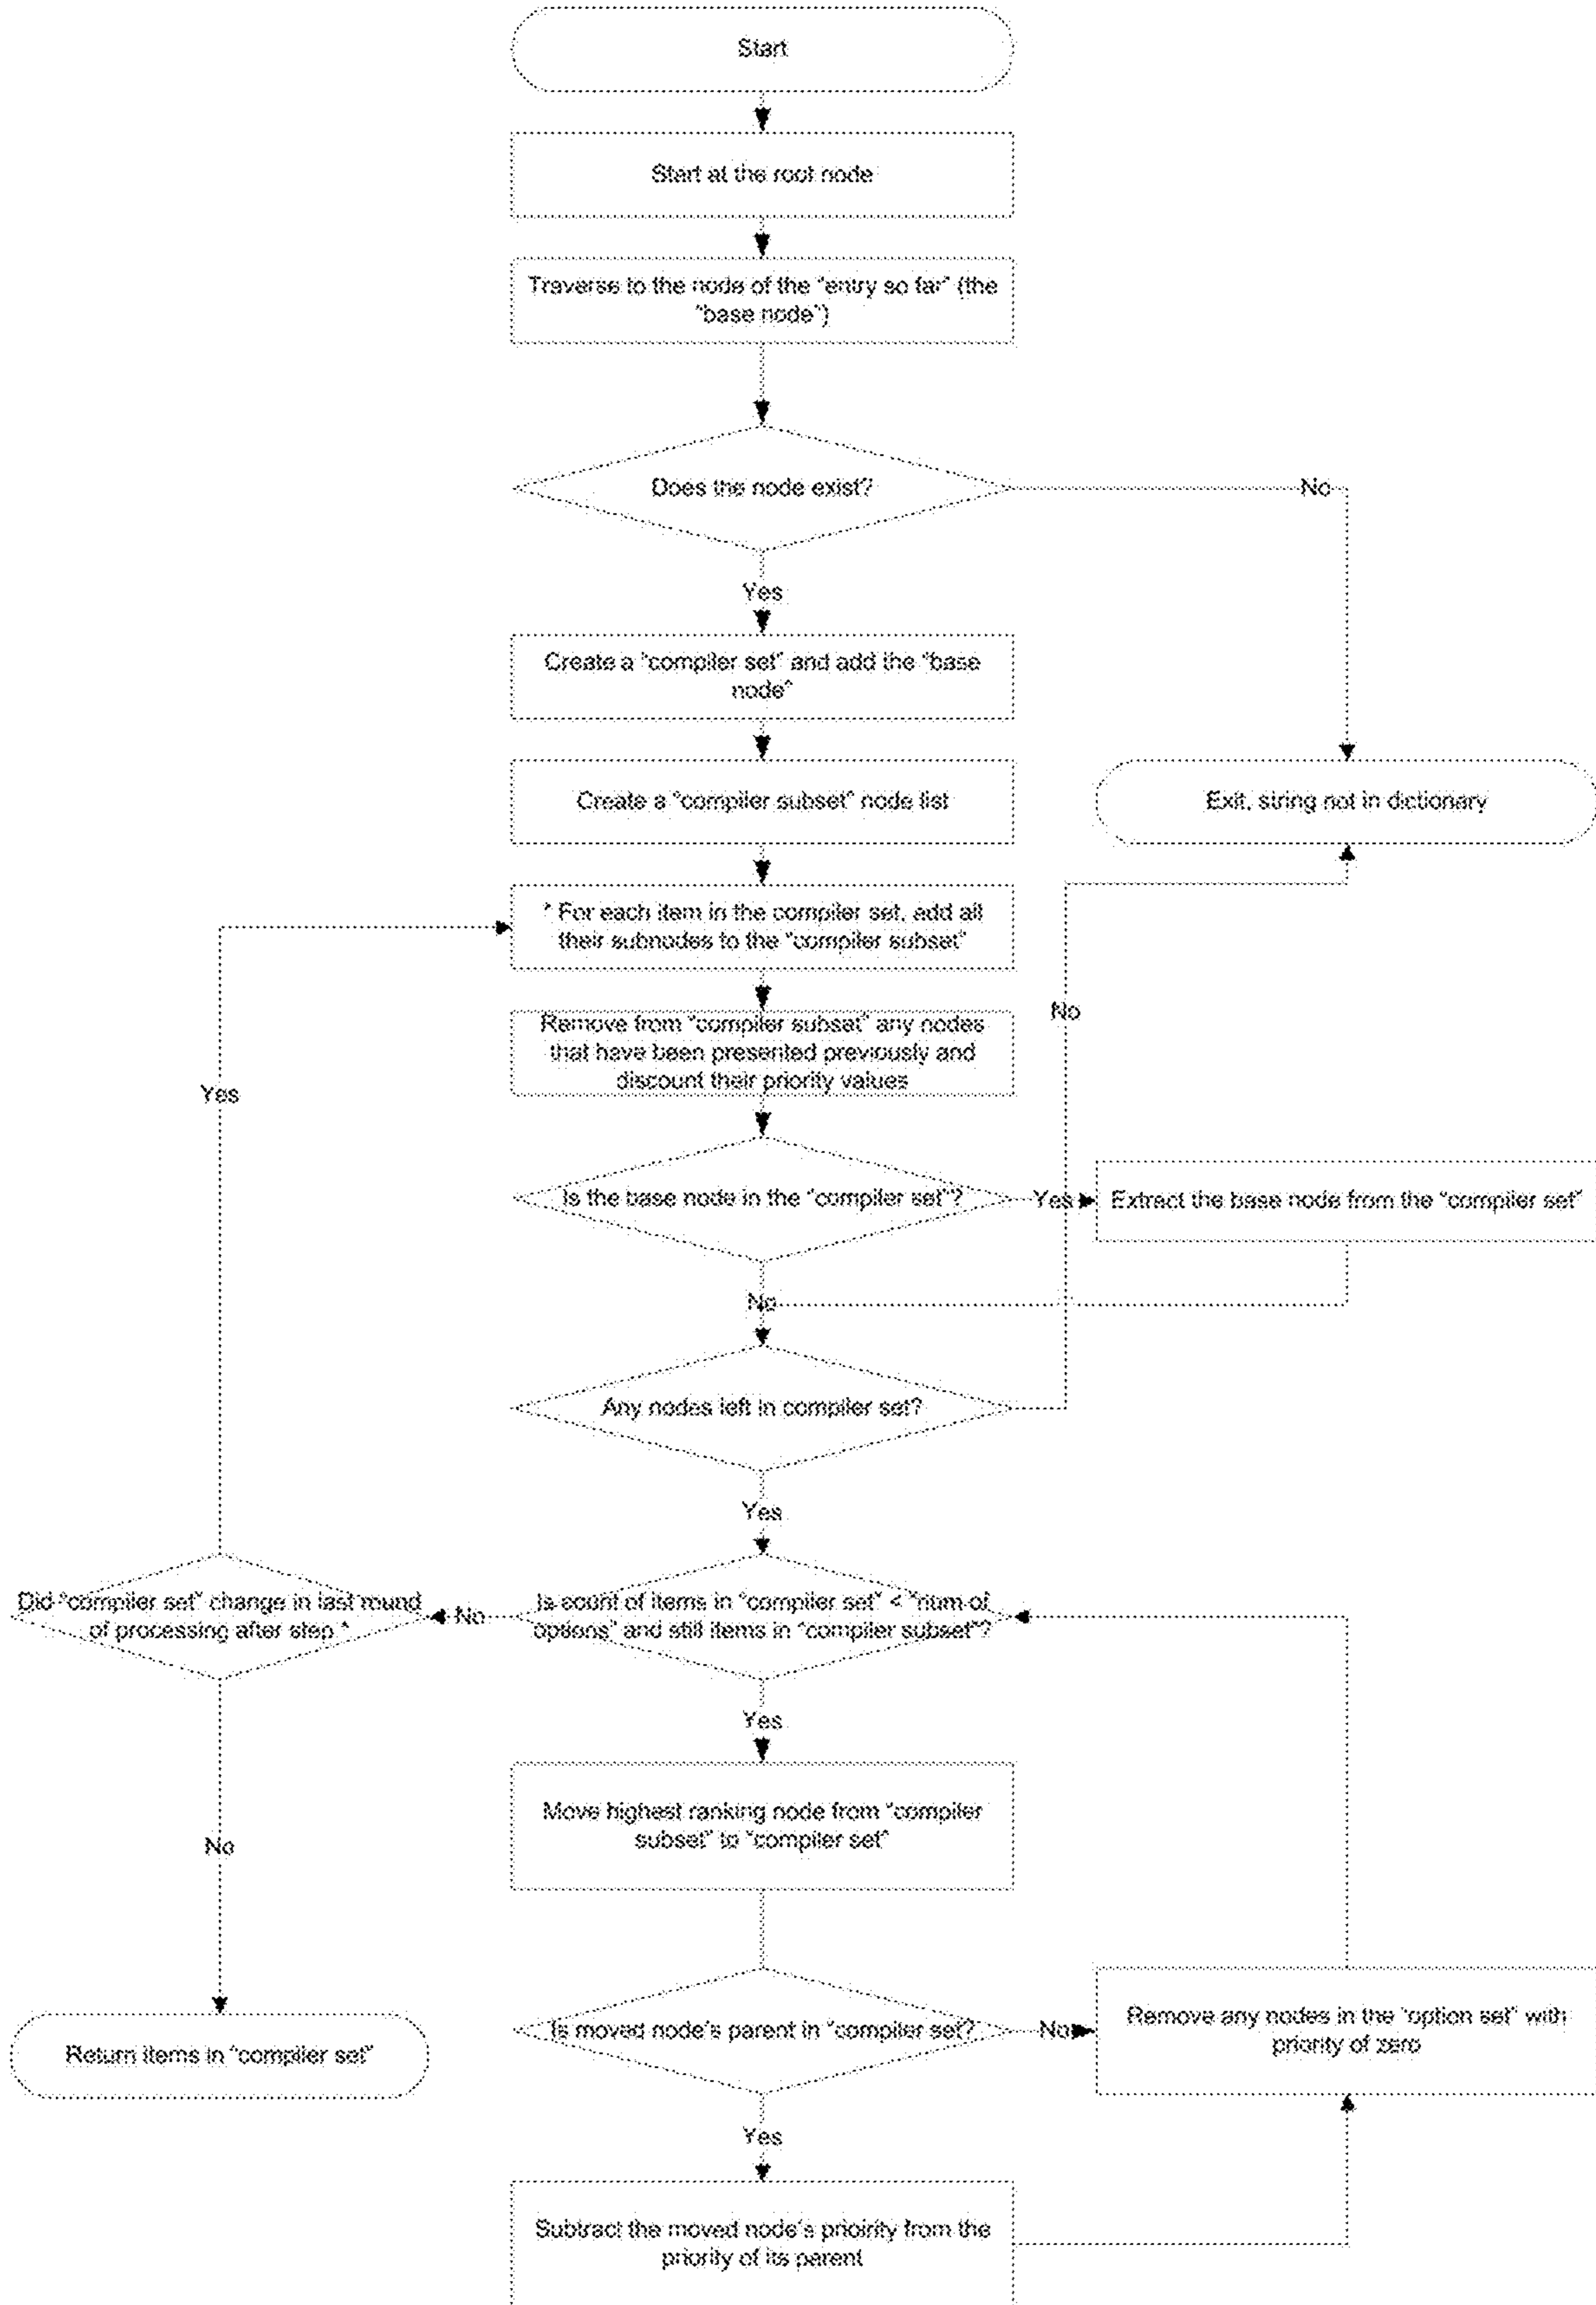 Start
Start at the root node
Traverse to the node of the "entry so far" (the
"base node")
Does the node exist?
No
Yes
Create a "compiler set" and add the "base
node"
Create a "compiler subset" node list
Exit, string not in dictionary
* For each item in the compiler set, add all
their subnodes to the "compiler subset"
No
Remove from "compiler subset" any nodes
that have been presented previously and
discount their priority values
Yes
Is the base node in the "compiler set"?
Yes
Extract the base node from the "compiler set"
No
Any nodes left in compiler set?
Yes
Did "compiler set" change in last round
of processing after step *
No
Is count of items in "compiler set" < "num of
options" and still items in "compiler subset"?
Yes
Move highest ranking node from "compiler
subset" to "compiler set"
No
Return items in "compiler set"
Is moved node's parent in "compiler set?
No
Remove any nodes in the "option set" with
priority of zero
Yes
Subtract the moved node's prioirity from the
priority of its parent